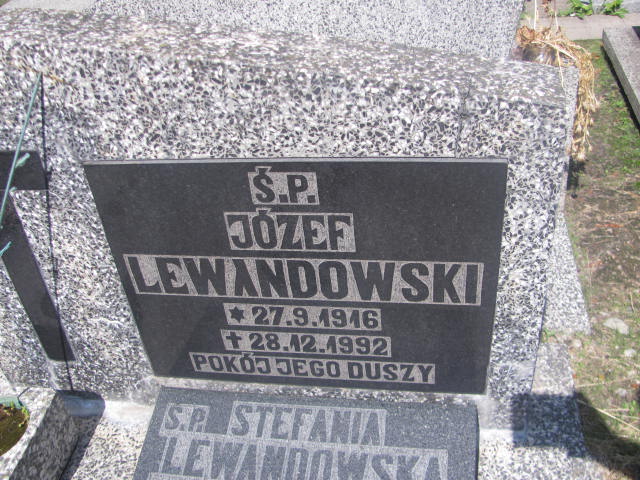 Ś.P.
JÓZEF
LEWANDOWSKI
* 27.9.1916
✝ 28.12.1992
POKÓJ JEGO DUSZY
Ś.P. STEFANIA
LEWANDOWSKA